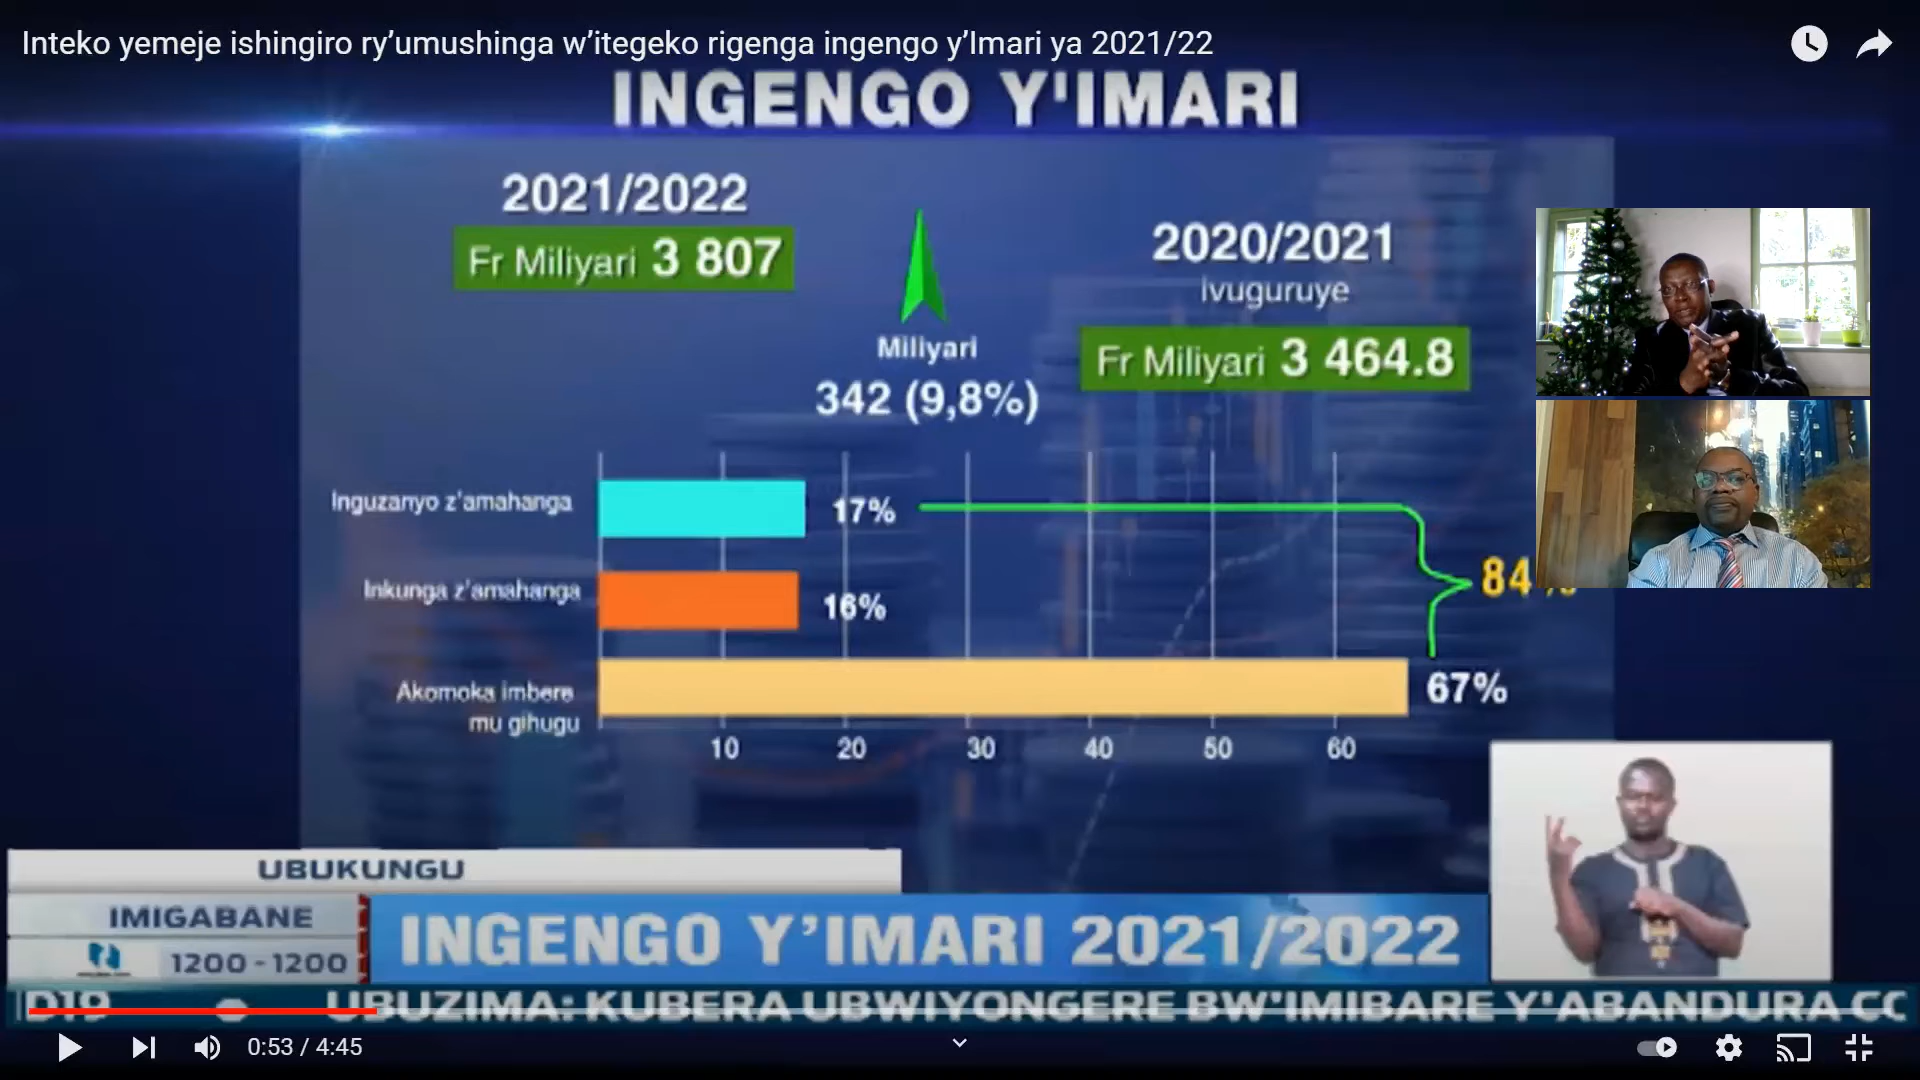 Inteko yemeje ishingiro ry’umushinga w’itegeko rigenga ingengo y’Imari ya 2021/22
INGENGO Y'IMARI
2021/2022
Fr Miliyari 3 807
2020/2021
ivuguruye
Fr Miliyari 3 464.8
Miliyari
342 (9,8%)
Inguzanyo z'amahanga
17%
84
Inkunga z'amahanga
16%
Akomoka imbere
mu gihugu
67%
10 20 30 40 50 60
UBUKUNGU
IMIGABANE
1200 - 1200
INGENGO Y’IMARI 2021/2022
D19 UBUZIMA: KUBERA UBWIYONGERE BW'IMIBARE Y'ABANDURA CO
0:53 / 4:45